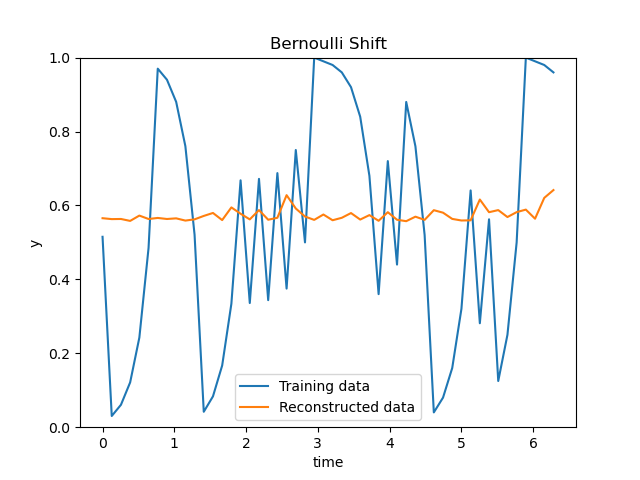 Bernoulli Shift
1.0
0.8
0.6
0.4
0.2
0.0
y
0 1 2 3 4 5 6
time
Training data
Reconstructed data